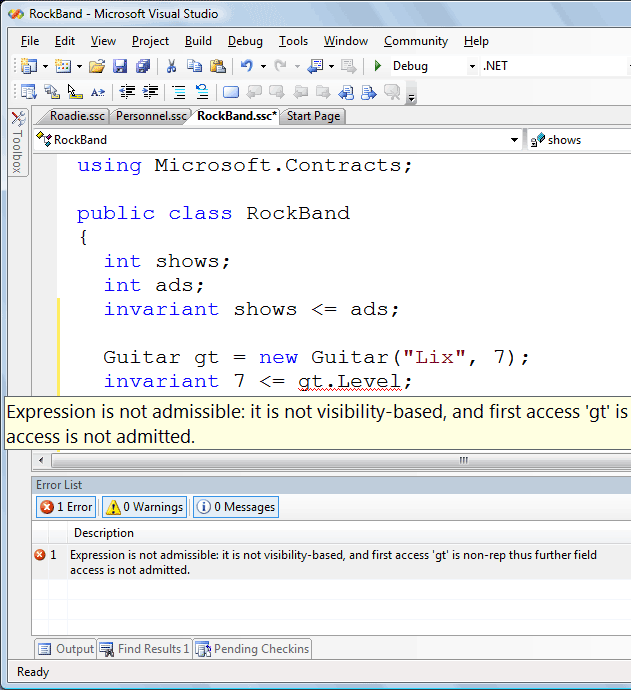 RockBand - Microsoft Visual Studio
File Edit View Project Build Debug Tools Window Community Help
Debug .NET
A
Roadie.ssc Personnel.ssc RockBand.ssc* Start Page
Toolbox
RockBand shows
using Microsoft.Contracts;
public class RockBand
{
int shows;
int ads;
invariant shows <= ads;
Guitar gt = new Guitar("Lix", 7);
invariant 7 <= gt.Level;
Expression is not admissible: it is not visibility-based, and first access 'gt' is
access is not admitted.
Error List
1 Error 0 Warnings 0 Messages
Description
1 Expression is not admissible: it is not visibility-based, and first access 'gt' is non-rep thus further field
access is not admitted.
Output Find Results 1 Pending Checkins
Ready